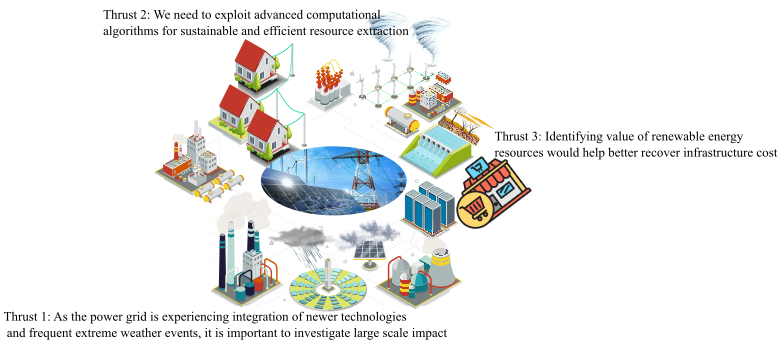 Thrust 2: We need to exploit advanced computational
algorithms for sustainable and efficient resource extraction
Thrust 3: Identifying value of renewable energy
resources would help better recover infrastructure cost
Thrust 1: As the power grid is experiencing integration of newer technologies
and frequent extreme weather events, it is important to investigate large scale impact